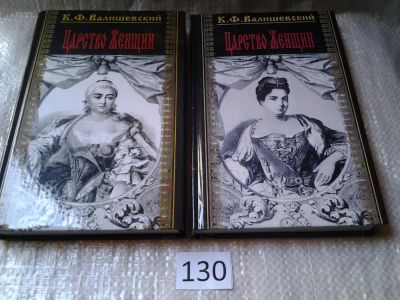 К.Ф.Валишевский
Царство Женщин
К.Ф.Валишевский
Царство Женщин
130